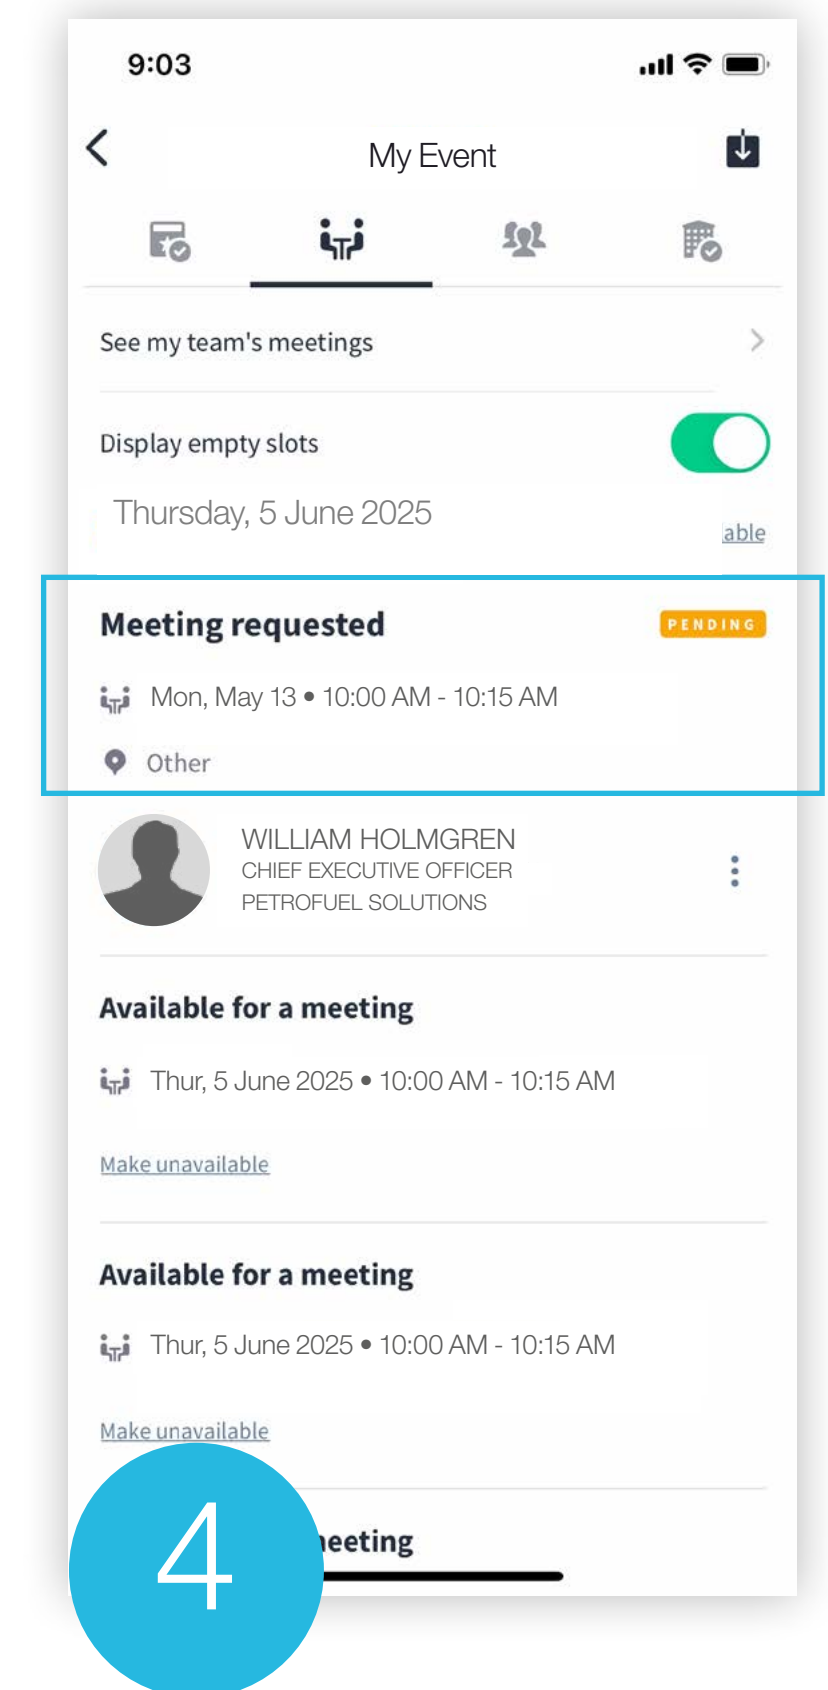 9:03
My Event
See my team's meetings
Display empty slots
Thursday, 5 June 2025
able
Meeting requested
PENDING
Mon, May 13 • 10:00 AM - 10:15 AM
Other
WILLIAM HOLMGREN
CHIEF EXECUTIVE OFFICER
PETROFUEL SOLUTIONS
Available for a meeting
Thur, 5 June 2025 • 10:00 AM - 10:15 AM
Make unavailable
Available for a meeting
Thur, 5 June 2025 • 10:00 AM - 10:15 AM
Make unavailable
eeting
4